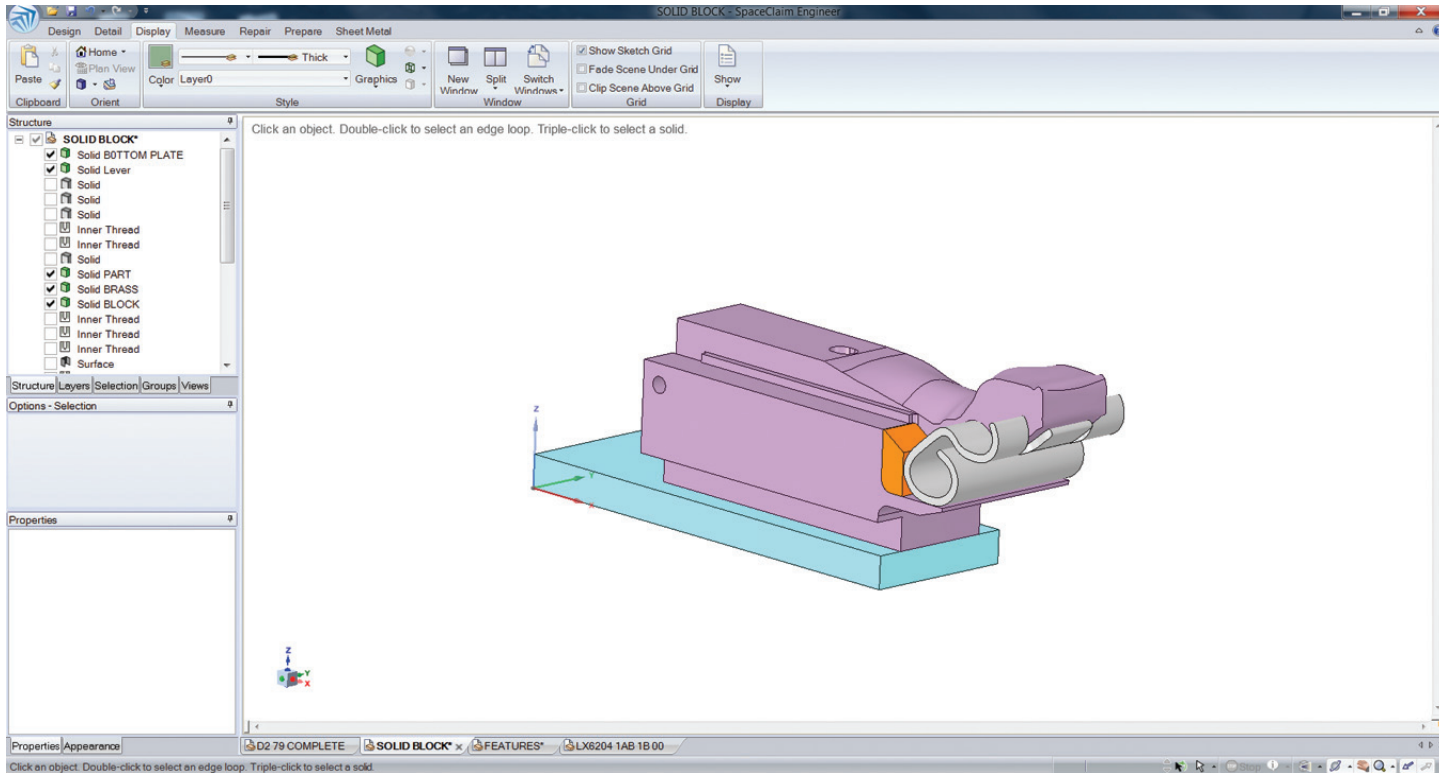 SOLID BLOCK - SpaceClaim Engineer
Design Detail Display Measure Repair Prepare Sheet Metal
Paste
Clipboard
Home
Plan View
Orient
Color
Thick
Layer0
Graphics
Style
New Window
Split
Switch Windows
Window
Show Sketch Grid
Fade Scene Under Grid
Clip Scene Above Grid
Grid
Show
Display
Structure
SOLID BLOCK*
Solid B0TTOM PLATE
Solid Lever
Solid
Solid
Solid
Inner Thread
Inner Thread
Solid
Solid PART
Solid BRASS
Solid BLOCK
Inner Thread
Inner Thread
Inner Thread
Surface
Structure Layers Selection Groups Views
Options - Selection
Properties
Properties Appearance
Click an object. Double-click to select an edge loop. Triple-click to select a solid.
Z
Y
X
Z
Y
X
D2 79 COMPLETE SOLID BLOCK* FEATURES* LX6204 1AB 1B 00
Click an object. Double-click to select an edge loop. Triple-click to select a solid.
Stop